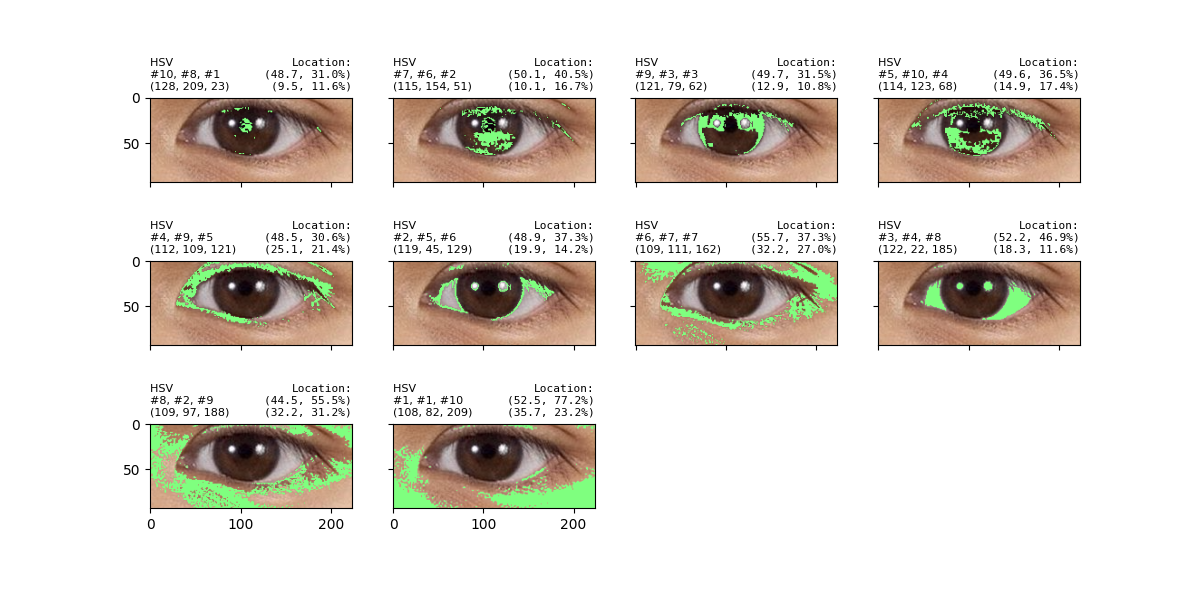 HSV Location:
#10, #8, #1 (48.7, 31.0%)
(128, 209, 23) (9.5, 11.6%)
HSV Location:
#7, #6, #2 (50.1, 40.5%)
(115, 154, 51) (10.1, 16.7%)
HSV Location:
#9, #3, #3 (49.7, 31.5%)
(121, 79, 62) (12.9, 10.8%)
HSV Location:
#5, #10, #4 (49.6, 36.5%)
(114, 123, 68) (14.9, 17.4%)
0
50
HSV Location:
#4, #9, #5 (48.5, 30.6%)
(112, 109, 121) (25.1, 21.4%)
HSV Location:
#2, #5, #6 (48.9, 37.3%)
(119, 45, 129) (19.9, 14.2%)
HSV Location:
#6, #7, #7 (55.7, 37.3%)
(109, 111, 162) (32.2, 27.0%)
HSV Location:
#3, #4, #8 (52.2, 46.9%)
(122, 22, 185) (18.3, 11.6%)
0
50
HSV Location:
#8, #2, #9 (44.5, 55.5%)
(109, 97, 188) (32.2, 31.2%)
HSV Location:
#1, #1, #10 (52.5, 77.2%)
(108, 82, 209) (35.7, 23.2%)
0
50
0 100 200
0 100 200